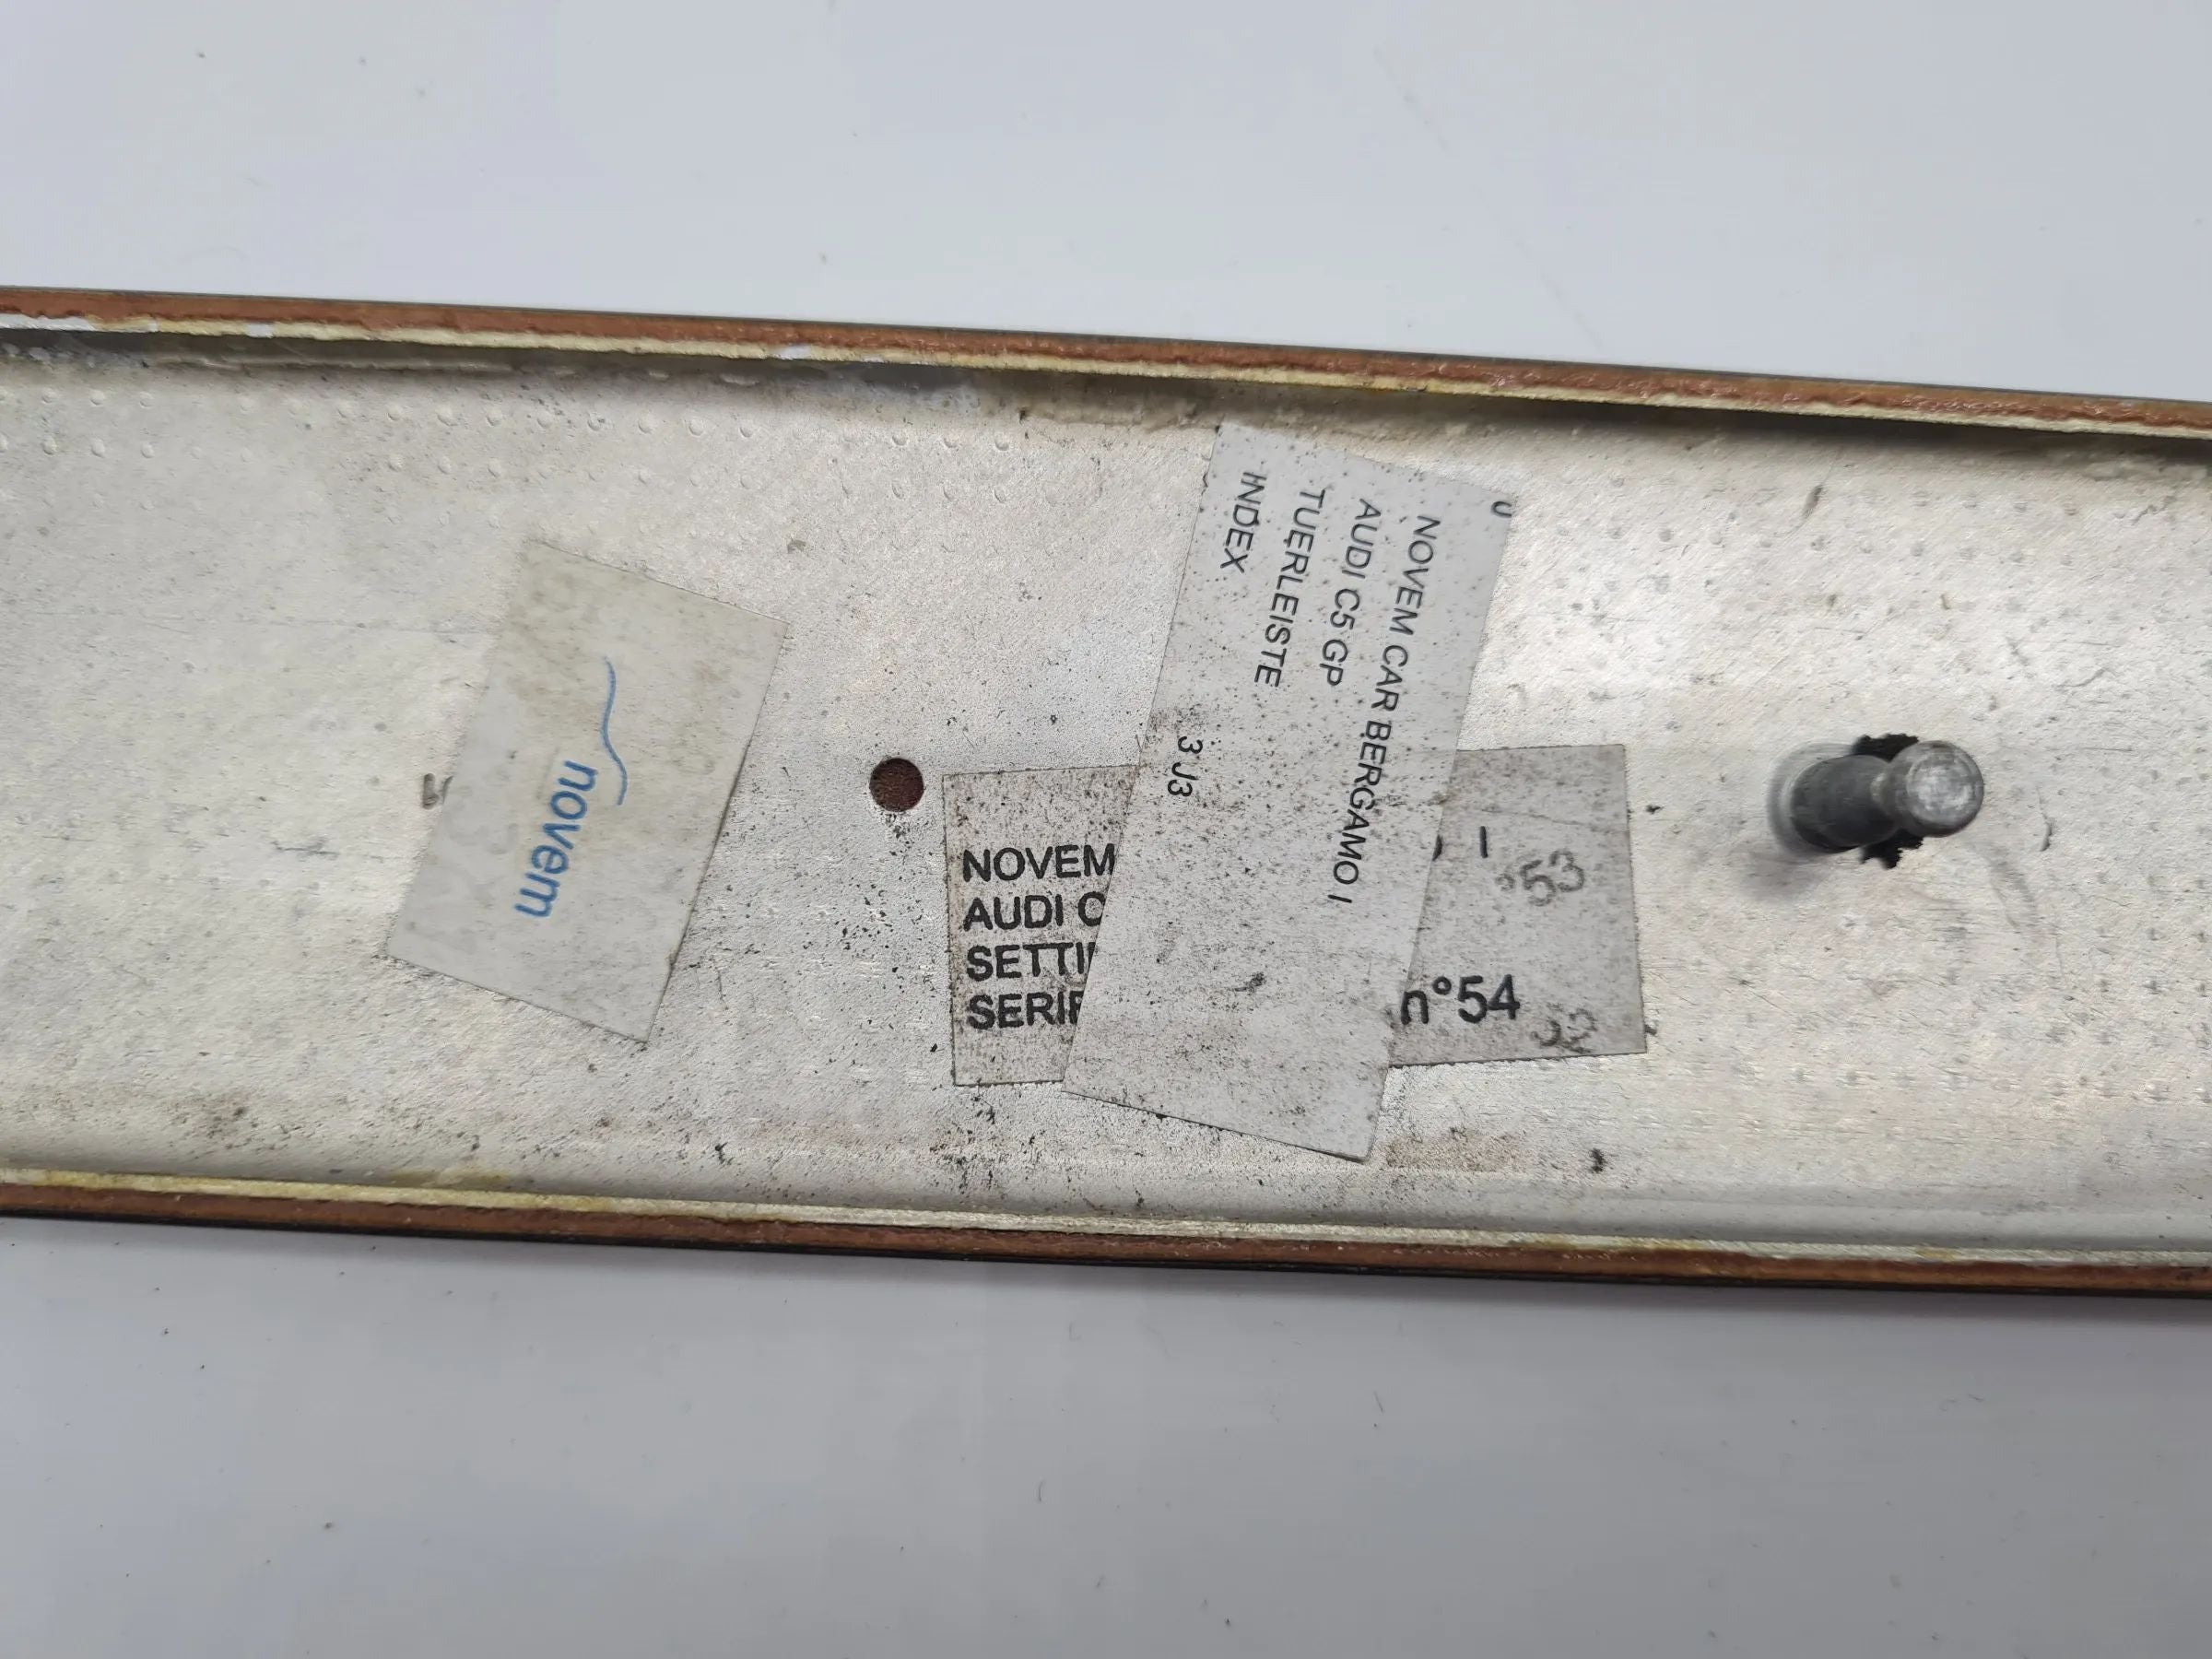 novem
NOVEM CAR BERGAMO I
AUDI C5 GP
TUERLEISTE
INDEX
3 J3
NOVEM
AUDI C
SETTI
SERI
n°54
53